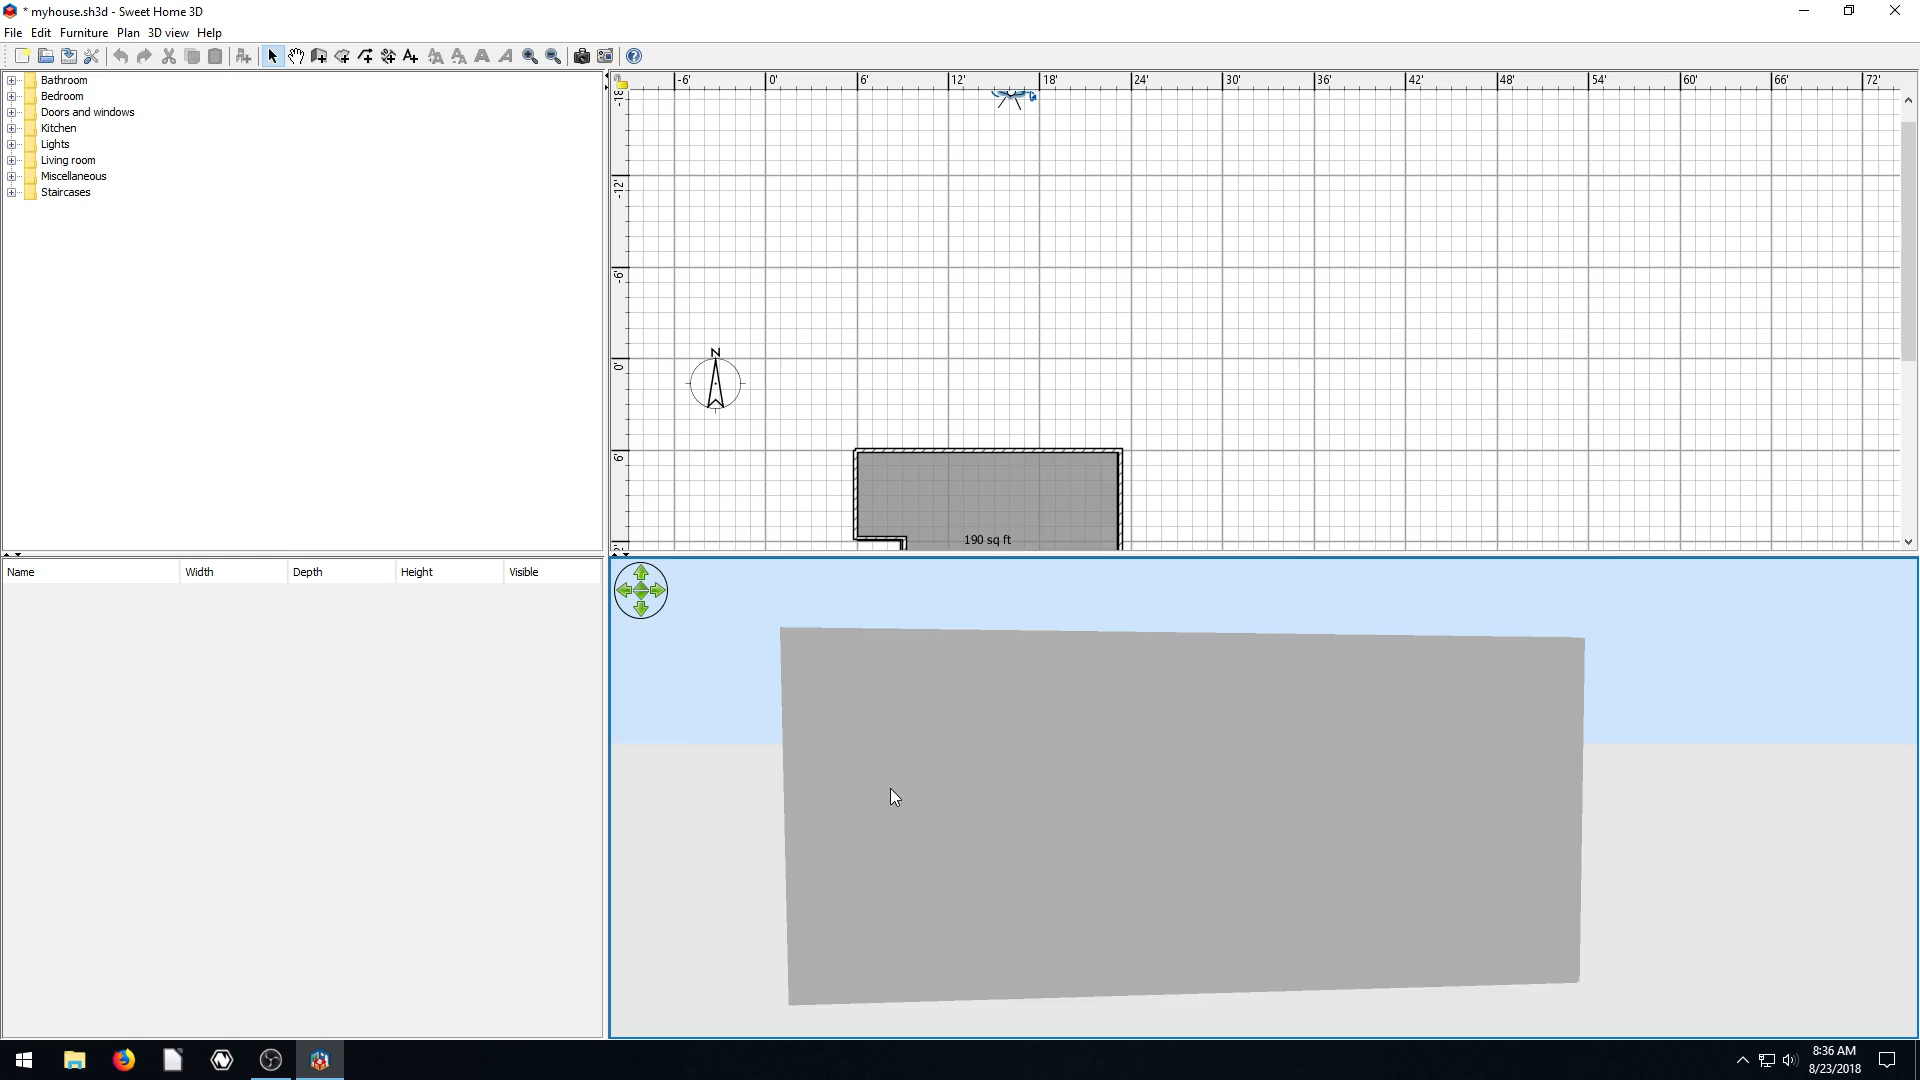 * myhouse.sh3d - Sweet Home 3D
File Edit Furniture Plan 3D view Help
Bathroom
Bedroom
Doors and windows
Kitchen
Lights
Living room
Miscellaneous
Staircases
-6' 0' 6' 12' 18' 24' 30' 36' 42' 48' 54' 60' 66' 72'
-12'
-6'
0'
6'
N
190 sq ft
Name Width Depth Height Visible
8:36 AM
8/23/2018